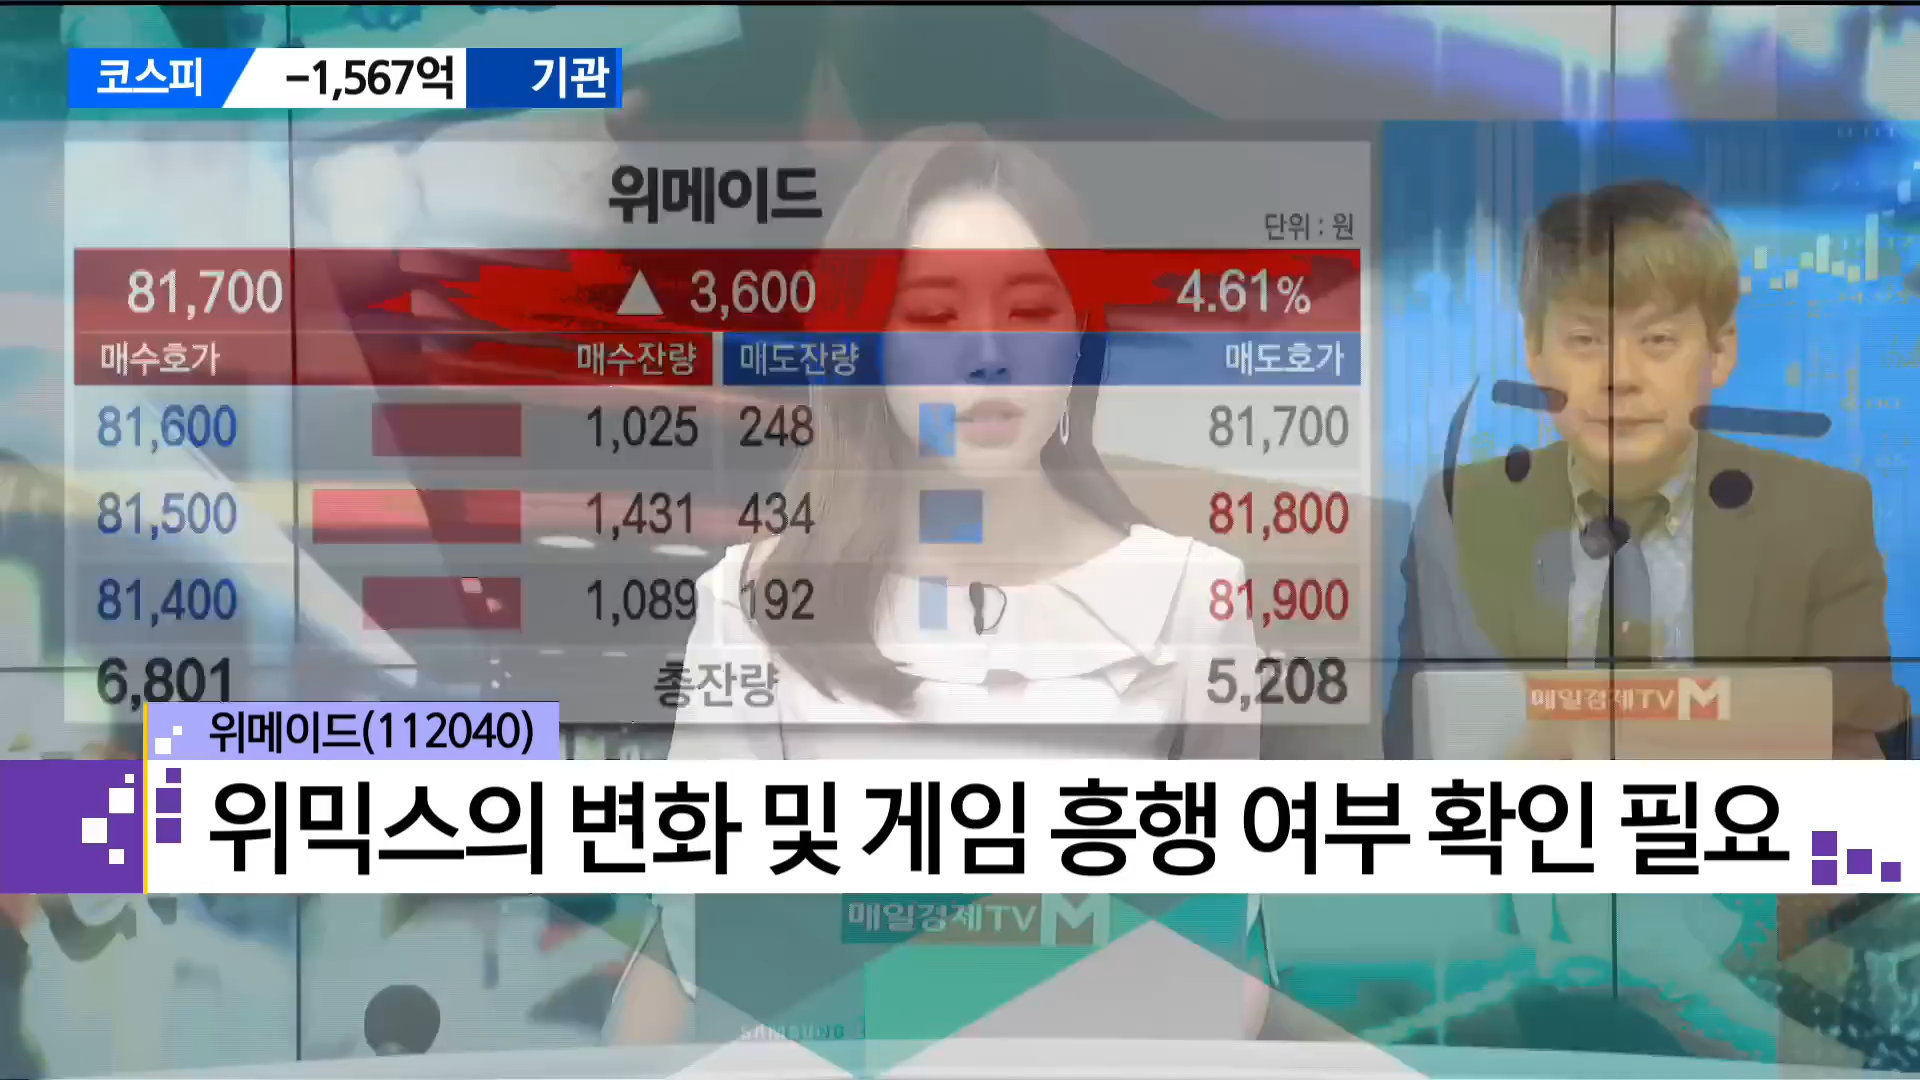 코스피 -1,567억 기관
위메이드
단위 : 원
81,700 ▲ 3,600 4.61%
매수호가 매수잔량 매도잔량 매도호가
81,600 1,025 248 81,700
81,500 1,431 434 81,800
81,400 1,089 192 81,900
6,801 총잔량 5,208
매일경제TV M
위메이드(112040)
위믹스의 변화 및 게임 흥행 여부 확인 필요
매일경제TV M
SAMSUNG